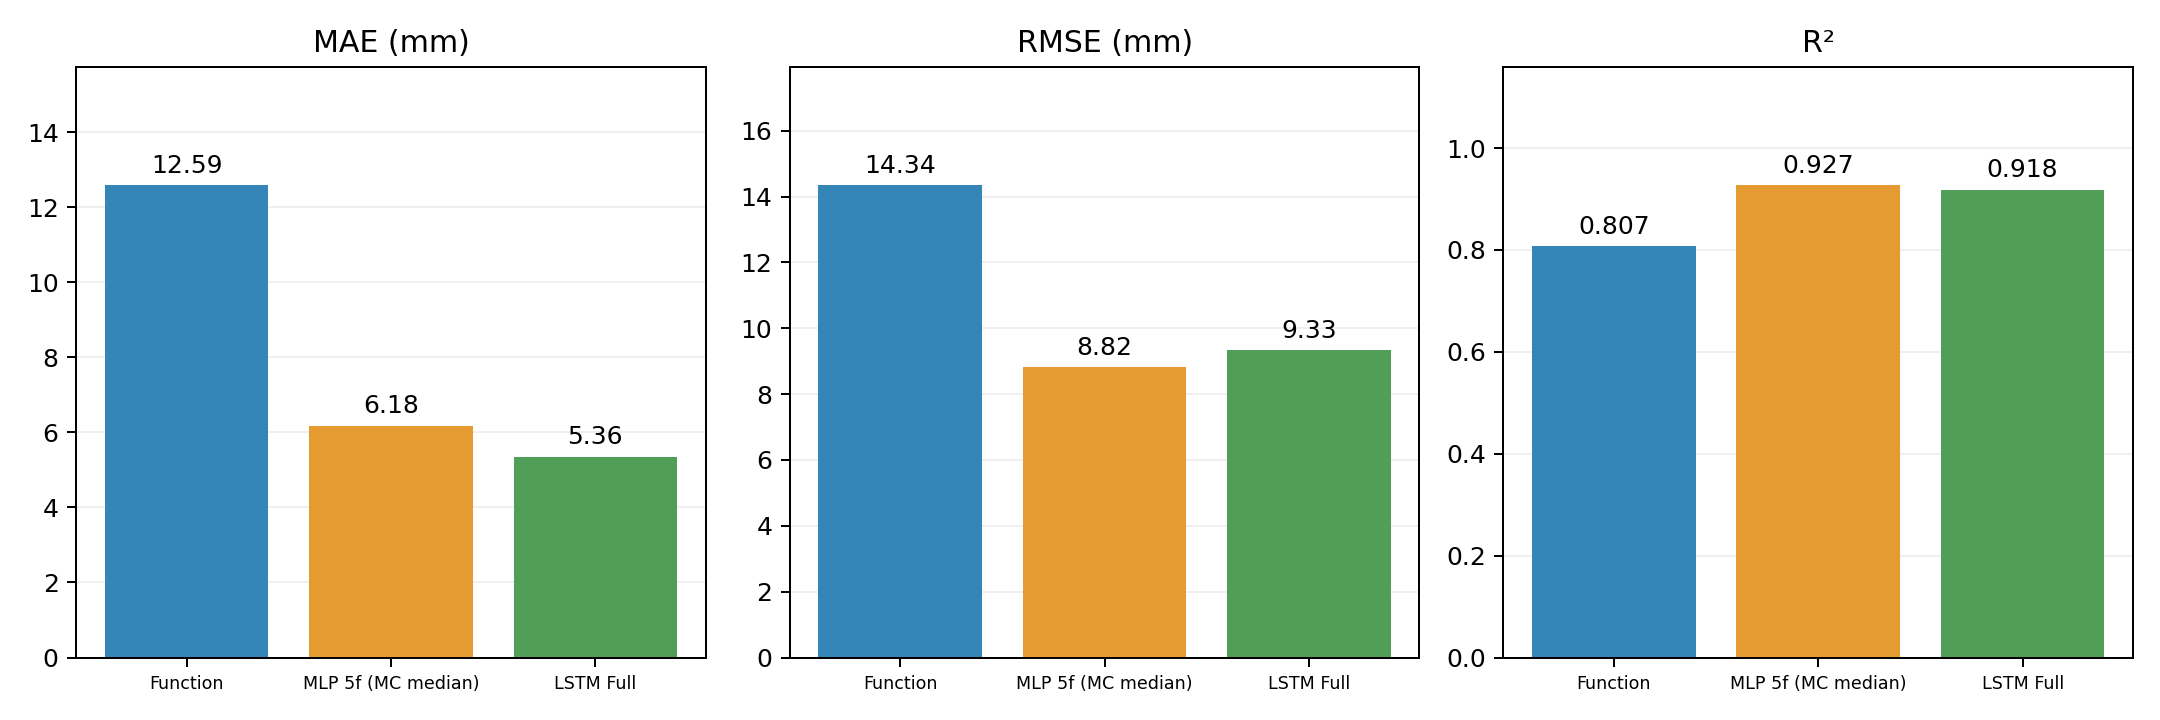 MAE (mm)
14
12
10
8
6
4
2
0
12.59
6.18
5.36
Function
MLP 5f (MC median)
LSTM Full
RMSE (mm)
16
14
12
10
8
6
4
2
0
14.34
8.82
9.33
Function
MLP 5f (MC median)
LSTM Full
R²
1.0
0.8
0.6
0.4
0.2
0.0
0.807
0.927
0.918
Function
MLP 5f (MC median)
LSTM Full